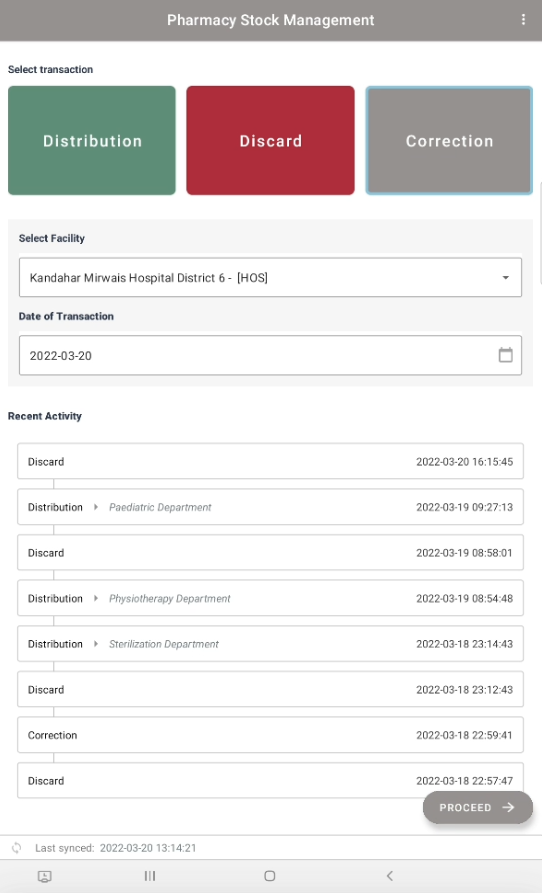 Pharmacy Stock Management
Select transaction
Distribution
Discard
Correction
Select Facility
Kandahar Mirwais Hospital District 6 - [HOS]
Date of Transaction
2022-03-20
Recent Activity
Discard 2022-03-20 16:15:45
Distribution Paediatric Department 2022-03-19 09:27:13
Discard 2022-03-19 08:58:01
Distribution Physiotherapy Department 2022-03-19 08:54:48
Distribution Sterilization Department 2022-03-18 23:14:43
Discard 2022-03-18 23:12:43
Correction 2022-03-18 22:59:41
Discard 2022-03-18 22:57:47
PROCEED
Last synced: 2022-03-20 13:14:21